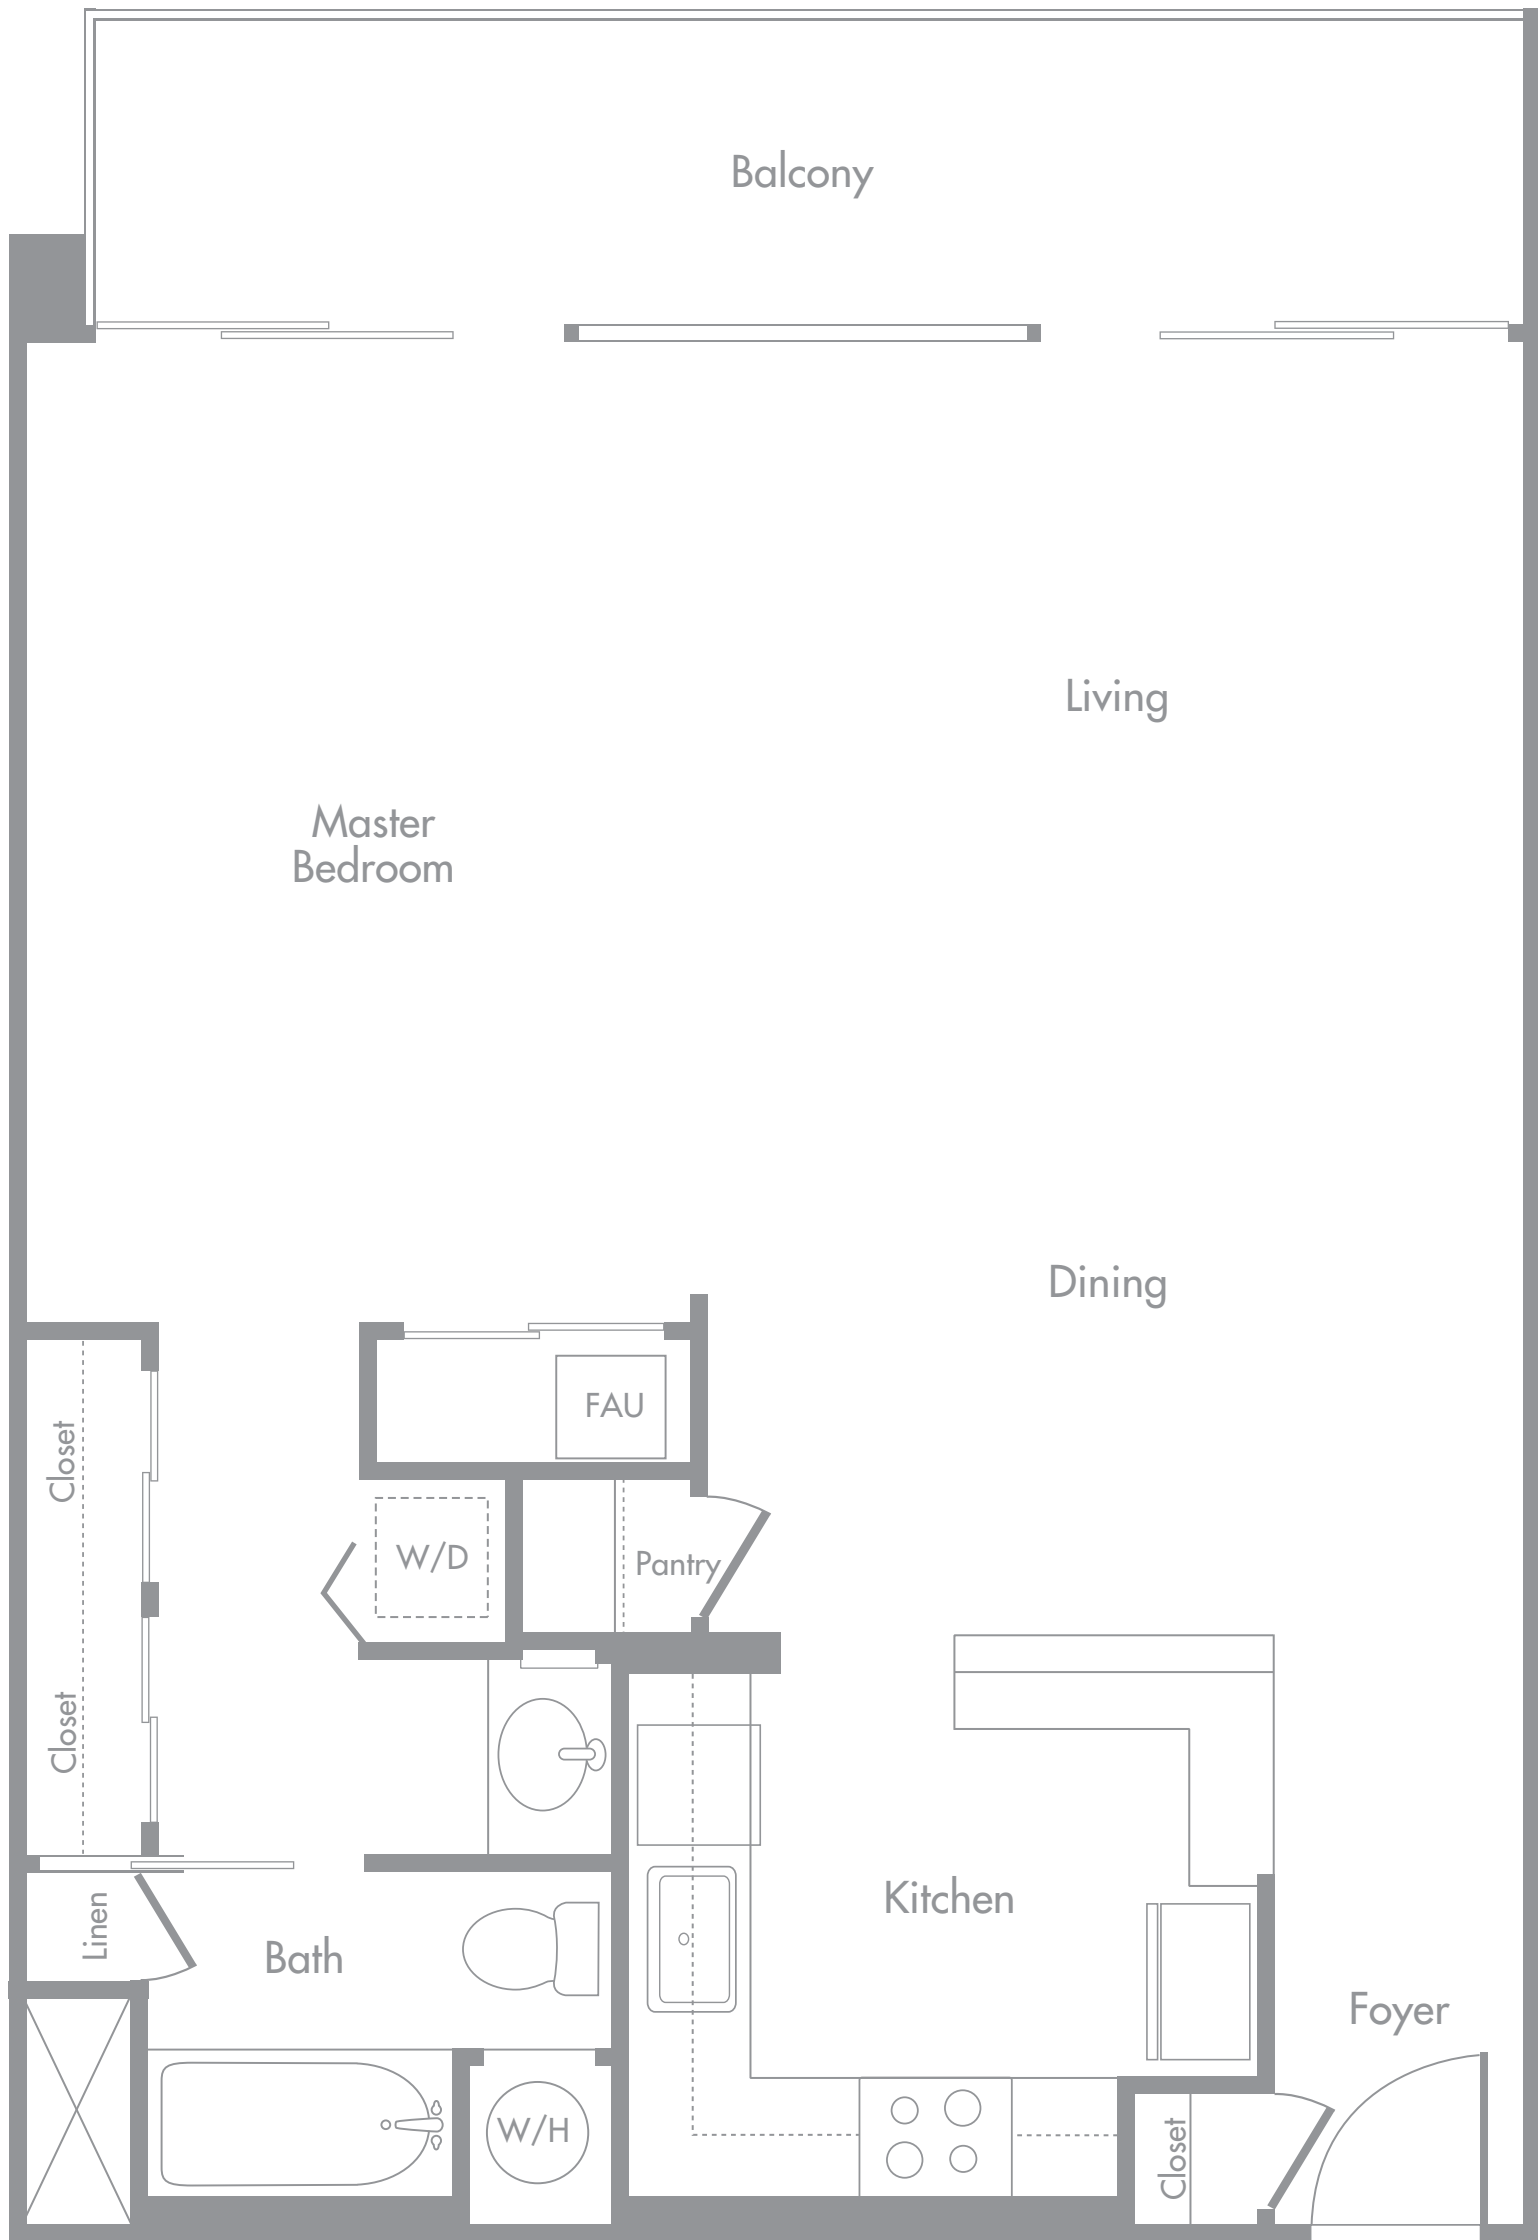 Balcony
Living
Master
Bedroom
Dining
FAU
Closet
W/D
Pantry
Closet
Kitchen
Linen
Bath
Foyer
W/H
Closet